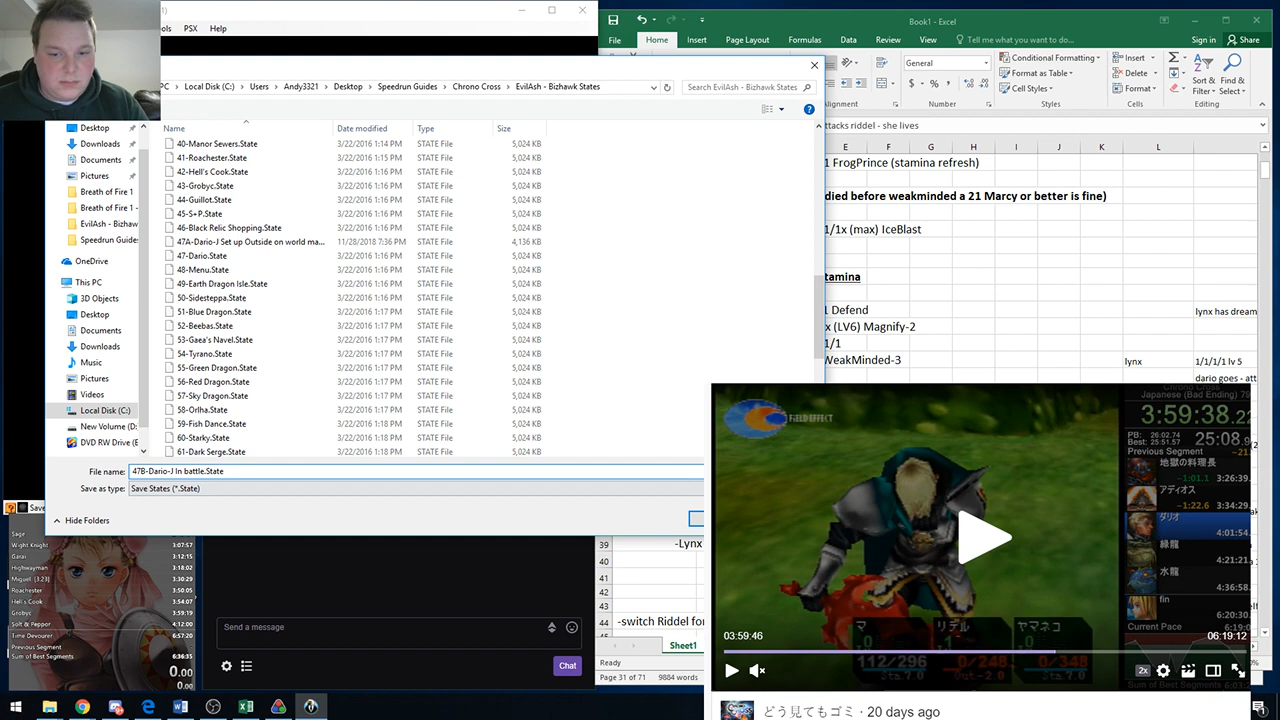 ols PSX Help
PC > Local Disk (C:) > Users > Andy3321 > Desktop > Speedrun Guides > Chrono Cross > EvilAsh - Bizhawk States
Search EvilAsh - Bizhawk States
Desktop
Downloads
Documents
Pictures
Breath of Fire 1
Breath of Fire 1 -
EvilAsh - Bizhaw
Speedrun Guide:
OneDrive
This PC
3D Objects
Desktop
Documents
Downloads
Music
Pictures
Videos
Local Disk (C:)
New Volume (D:
DVD RW Drive (E
Name Date modified Type Size
40-Manor Sewers.State 3/22/2016 1:14 PM STATE File 5,024 KB
41-Roachester.State 3/22/2016 1:15 PM STATE File 5,024 KB
42-Hell's Cook.State 3/22/2016 1:16 PM STATE File 5,024 KB
43-Grobyc.State 3/22/2016 1:16 PM STATE File 5,024 KB
44-Guillot.State 3/22/2016 1:16 PM STATE File 5,024 KB
45-S+P.State 3/22/2016 1:16 PM STATE File 5,024 KB
46-Black Relic Shopping.State 3/22/2016 1:16 PM STATE File 5,024 KB
47A-Dario-J Set up Outside on world ma... 11/28/2018 7:36 PM STATE File 4,136 KB
47-Dario.State 3/22/2016 1:16 PM STATE File 5,024 KB
48-Menu.State 3/22/2016 1:16 PM STATE File 5,024 KB
49-Earth Dragon Isle.State 3/22/2016 1:16 PM STATE File 5,024 KB
50-Sidesteppa.State 3/22/2016 1:16 PM STATE File 5,024 KB
51-Blue Dragon.State 3/22/2016 1:17 PM STATE File 5,024 KB
52-Beebas.State 3/22/2016 1:17 PM STATE File 5,024 KB
53-Gaea's Navel.State 3/22/2016 1:17 PM STATE File 5,024 KB
54-Tyrano.State 3/22/2016 1:17 PM STATE File 5,024 KB
55-Green Dragon.State 3/22/2016 1:17 PM STATE File 5,024 KB
56-Red Dragon.State 3/22/2016 1:17 PM STATE File 5,024 KB
57-Sky Dragon.State 3/22/2016 1:17 PM STATE File 5,024 KB
58-Orlha.State 3/22/2016 1:17 PM STATE File 5,024 KB
59-Fish Dance.State 3/22/2016 1:18 PM STATE File 5,024 KB
60-Starky.State 3/22/2016 1:18 PM STATE File 5,024 KB
61-Dark Serge.State 3/22/2016 1:18 PM STATE File 5,024 KB
File name: 47B-Dario-J In battle.State
Save as type: Save States (*.State)
Hide Folders
Book1 - Excel
File Home Insert Page Layout Formulas Data Review View Tell me what you want to do... Sign in Share
General
$ % ,
Conditional Formatting
Format as Table
Cell Styles
Insert
Delete
Format
Sort & Filter
Find & Select
Alignment Number Styles Cells Editing
ttacks riddel - she lives
E F G H I J K L
1 FrogPrince (stamina refresh)
died before weakminded a 21 Marcy or better is fine)
1/1x (max) IceBlast
tamina
1 Defend
lynx has dream
x (LV6) Magnify-2
1/1
WeakMinded-3 lynx 1/1/1/1 lv 5
dario goes - att
39 -Lynx
40
41
42
43
44 -switch Riddel for
Sheet1
Ready
Page 31 of 71 9884 words
Save
Sage 3:07:57
Wight Knight 3:07:57
Garai 3:12:15
Highwayman 3:18:02
Miguel [3:23] 3:30:29
Roachester 3:50:05
Hell's Cook 3:54:07
Grobyc 3:59:19
Solt & Peppor 4:12:00
Time Devourer 6:57:20
Previous Segment
Sum of Best Segments 6:36:35
0.00
0.00
Send a message
Chat
FIELD EFFECT
Chrono Cross
Japanese (Bad Ending)
3:59:38.2
PB: 26:02.74
Best: 25:51.57
25:08.9
Previous Segment
地獄の料理長
-1:01.1 3:26:39
アディオス
-1:22.6 3:34:29
ダリオ
4:01:54
緑龍
4:21:21
水龍
4:36:58
fin
6:20:30
Current Pace
マ リデル ヤマネコ
112/296 0/248 0/348
03:59:46 06:19:12
2x
どう見てもゴミ · 20 days ago